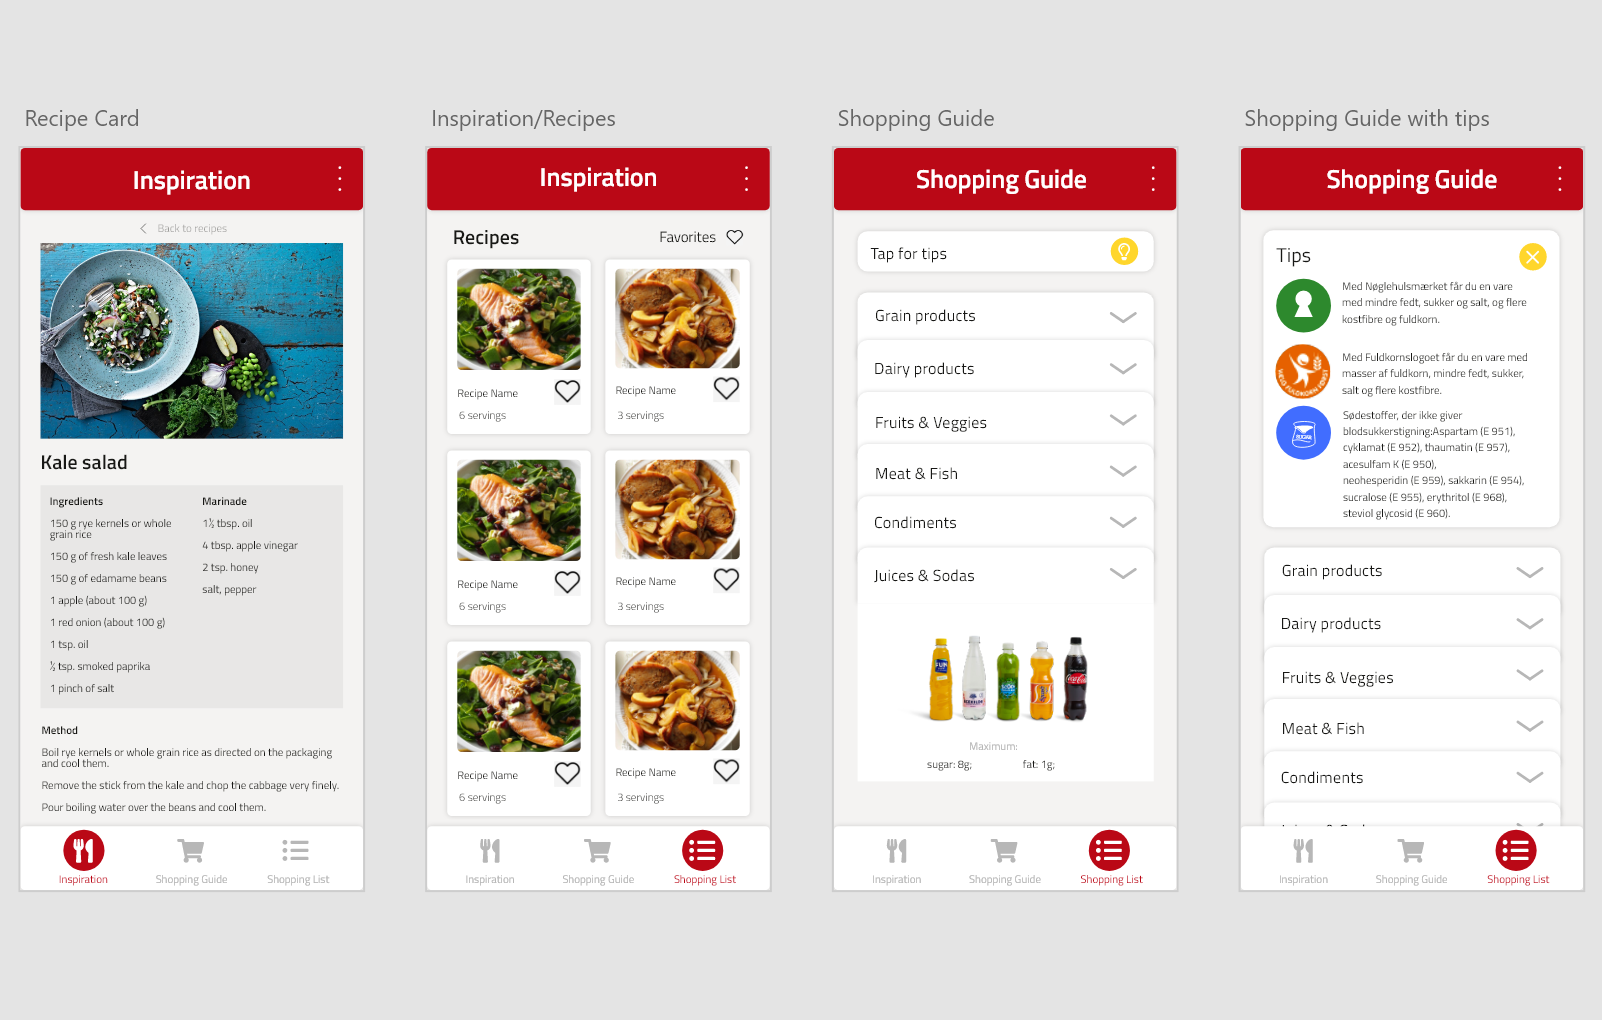 Recipe Card
Inspiration
Back to recipes
Kale salad
Ingredients
150 g rye kernels or whole
grain rice
150 g of fresh kale leaves
150 g of edamame beans
1 apple (about 100 g)
1 red onion (about 100 g)
1 tsp. oil
½ tsp. smoked paprika
1 pinch of salt
Marinade
1½ tbsp. oil
4 tbsp. apple vinegar
2 tsp. honey
salt, pepper
Method
Boil rye kernels or whole grain rice as directed on the packaging
and cool them.
Remove the stick from the kale and chop the cabbage very finely.
Pour boiling water over the beans and cool them.
Inspiration
Shopping Guide
Shopping List
Inspiration/Recipes
Inspiration
Recipes
Favorites
Recipe Name
6 servings
Recipe Name
3 servings
Recipe Name
6 servings
Recipe Name
3 servings
Recipe Name
6 servings
Recipe Name
3 servings
Inspiration
Shopping Guide
Shopping List
Shopping Guide
Shopping Guide
Tap for tips
Grain products
Dairy products
Fruits & Veggies
Meat & Fish
Condiments
Juices & Sodas
Maximum:
sugar: 8g;
fat: 1g;
Inspiration
Shopping Guide
Shopping List
Shopping Guide with tips
Shopping Guide
Tips
Med Nøglehulsmærket får du en vare
med mindre fedt, sukker og salt, og flere
kostfibre og fuldkorn.
Med Fuldkornslogoet får du en vare med
masser af fuldkorn, mindre fedt, sukker,
salt og flere kostfibre.
Sødestoffer, der ikke giver
blodsukkerstigning:Aspartam (E 951),
cyklamat (E 952), thaumatin (E 957),
acesulfam K (E 950),
neohesperidin (E 959), sakkarin (E 954),
sucralose (E 955), erythritol (E 968),
steviol glycosid (E 960).
SUGAR
Grain products
Dairy products
Fruits & Veggies
Meat & Fish
Condiments
Inspiration
Shopping Guide
Shopping List